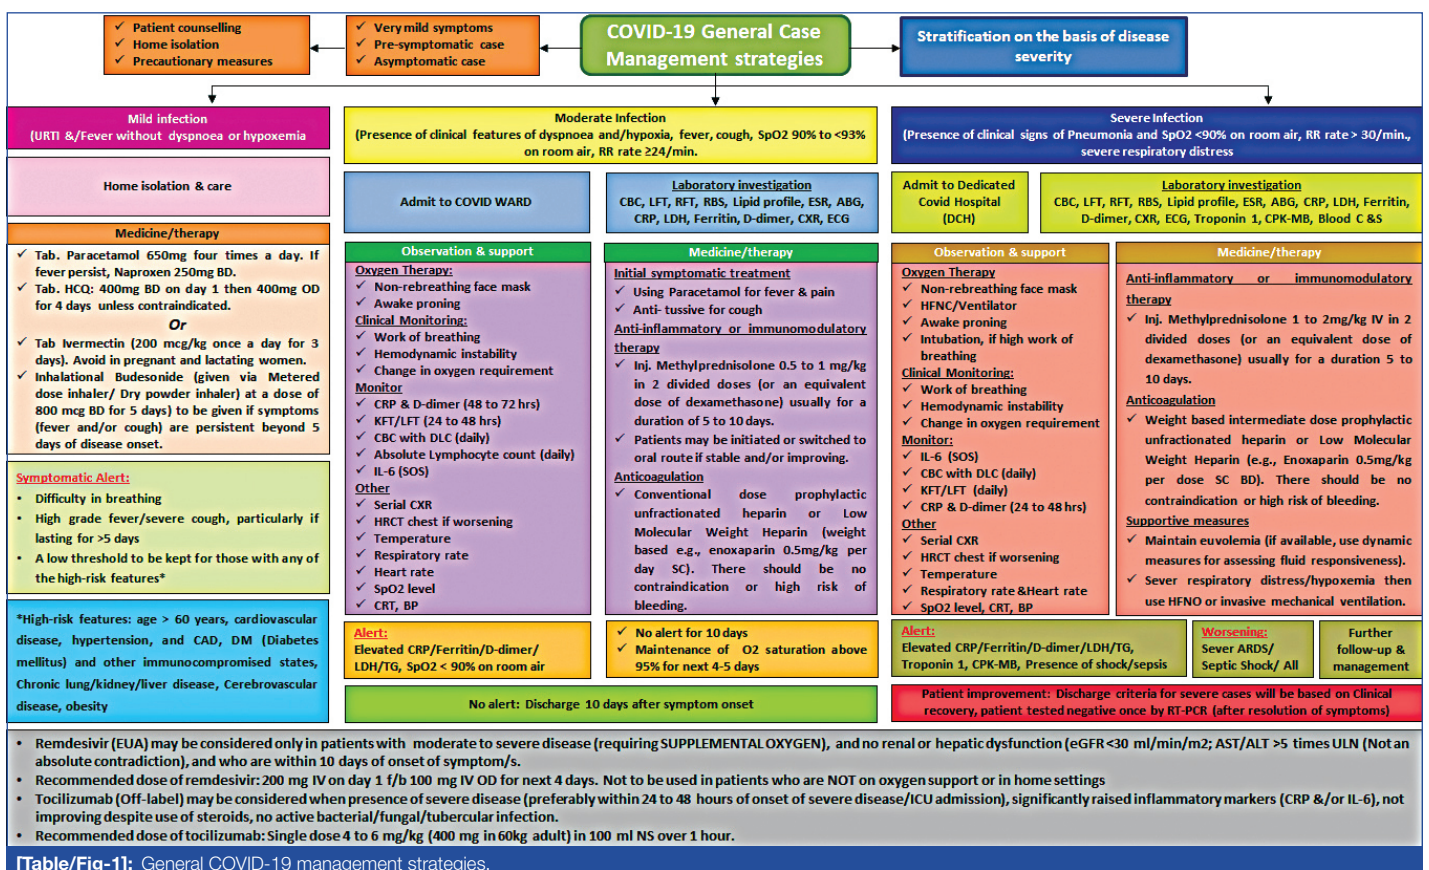 ✓ Patient counselling
✓ Home isolation
✓ Precautionary measures
✓ Very mild symptoms
✓ Pre-symptomatic case
✓ Asymptomatic case
COVID-19 General Case
Management strategies
Stratification on the basis of disease
severity
Mild infection
(URTI &/Fever without dyspnoea or hypoxemia
Home isolation & care
Medicine/therapy
✓ Tab. Paracetamol 650mg four times a day. If
fever persist, Naproxen 250mg BD.
✓ Tab. HCQ: 400mg BD on day 1 then 400mg OD
for 4 days unless contraindicated.
Or
✓ Tab Ivermectin (200 mcg/kg once a day for 3
days). Avoid in pregnant and lactating women.
✓ Inhalational Budesonide (given via Metered
dose inhaler/ Dry powder inhaler) at a dose of
800 mcg BD for 5 days) to be given if symptoms
(fever and/or cough) are persistent beyond 5
days of disease onset.
Symptomatic Alert:
• Difficulty in breathing
• High grade fever/severe cough, particularly if
lasting for >5 days
• A low threshold to be kept for those with any of
the high-risk features*
*High-risk features: age > 60 years, cardiovascular
disease, hypertension, and CAD, DM (Diabetes
mellitus) and other immunocompromised states,
Chronic lung/kidney/liver disease, Cerebrovascular
disease, obesity
Moderate Infection
(Presence of clinical features of dyspnoea and/hypoxia, fever, cough, SpO2 90% to <93%
on room air, RR rate ≥24/min.
Admit to COVID WARD
Laboratory investigation
CBC, LFT, RFT, RBS, Lipid profile, ESR, ABG,
CRP, LDH, Ferritin, D-dimer, CXR, ECG
Observation & support
Oxygen Therapy:
✓ Non-rebreathing face mask
✓ Awake proning
Clinical Monitoring:
✓ Work of breathing
✓ Hemodynamic instability
✓ Change in oxygen requirement
Monitor
✓ CRP & D-dimer (48 to 72 hrs)
✓ KFT/LFT (24 to 48 hrs)
✓ CBC with DLC (daily)
✓ Absolute Lymphocyte count (daily)
✓ IL-6 (SOS)
Other
✓ Serial CXR
✓ HRCT chest if worsening
✓ Temperature
✓ Respiratory rate
✓ Heart rate
✓ SpO2 level
✓ CRT, BP
Medicine/therapy
Initial symptomatic treatment
✓ Using Paracetamol for fever & pain
✓ Anti- tussive for cough
Anti-inflammatory or immunomodulatory
therapy
✓ Inj. Methylprednisolone 0.5 to 1 mg/kg
in 2 divided doses (or an equivalent
dose of dexamethasone) usually for a
duration of 5 to 10 days.
✓ Patients may be initiated or switched to
oral route if stable and/or improving.
Anticoagulation
✓ Conventional dose prophylactic
unfractionated heparin or Low
Molecular Weight Heparin (weight
based e.g., enoxaparin 0.5mg/kg per
day SC). There should be no
contraindication or high risk of
bleeding.
Alert:
Elevated CRP/Ferritin/D-dimer/
LDH/TG, SpO2 < 90% on room air
✓ No alert for 10 days
✓ Maintenance of O2 saturation above
95% for next 4-5 days
No alert: Discharge 10 days after symptom onset
Severe Infection
(Presence of clinical signs of Pneumonia and SpO2 <90% on room air, RR rate > 30/min.,
severe respiratory distress
Admit to Dedicated
Covid Hospital
(DCH)
Laboratory investigation
CBC, LFT, RFT, RBS, Lipid profile, ESR, ABG, CRP, LDH, Ferritin,
D-dimer, CXR, ECG, Troponin 1, CPK-MB, Blood C &S
Observation & support
Oxygen Therapy
✓ Non-rebreathing face mask
✓ HFNC/Ventilator
✓ Awake proning
✓ Intubation, if high work of
breathing
Clinical Monitoring:
✓ Work of breathing
✓ Hemodynamic instability
✓ Change in oxygen requirement
Monitor:
✓ IL-6 (SOS)
✓ CBC with DLC (daily)
✓ KFT/LFT (daily)
✓ CRP & D-dimer (24 to 48 hrs)
Other
✓ Serial CXR
✓ HRCT chest if worsening
✓ Temperature
✓ Respiratory rate &Heart rate
✓ SpO2 level, CRT, BP
Medicine/therapy
Anti-inflammatory or immunomodulatory
therapy
✓ Inj. Methylprednisolone 1 to 2mg/kg IV in 2
divided doses (or an equivalent dose of
dexamethasone) usually for a duration 5 to
10 days.
Anticoagulation
✓ Weight based intermediate dose prophylactic
unfractionated heparin or Low Molecular
Weight Heparin (e.g., Enoxaparin 0.5mg/kg
per dose SC BD). There should be no
contraindication or high risk of bleeding.
Supportive measures
✓ Maintain euvolemia (if available, use dynamic
measures for assessing fluid responsiveness).
✓ Sever respiratory distress/hypoxemia then
use HFNO or invasive mechanical ventilation.
Alert:
Elevated CRP/Ferritin/D-dimer/LDH/TG,
Troponin 1, CPK-MB, Presence of shock/sepsis
Worsening:
Sever ARDS/
Septic Shock/ All
Further
follow-up &
management
Patient improvement: Discharge criteria for severe cases will be based on Clinical
recovery, patient tested negative once by RT-PCR (after resolution of symptoms)
• Remdesivir (EUA) may be considered only in patients with moderate to severe disease (requiring SUPPLEMENTAL OXYGEN), and no renal or hepatic dysfunction (eGFR <30 ml/min/m2; AST/ALT >5 times ULN (Not an
absolute contradiction), and who are within 10 days of onset of symptom/s.
• Recommended dose of remdesivir: 200 mg IV on day 1 f/b 100 mg IV OD for next 4 days. Not to be used in patients who are NOT on oxygen support or in home settings
• Tocilizumab (Off-label) may be considered when presence of severe disease (preferably within 24 to 48 hours of onset of severe disease/ICU admission), significantly raised inflammatory markers (CRP &/or IL-6), not
improving despite use of steroids, no active bacterial/fungal/tubercular infection.
• Recommended dose of tocilizumab: Single dose 4 to 6 mg/kg (400 mg in 60kg adult) in 100 ml NS over 1 hour.
[Table/Fig-1]: General COVID-19 management strategies.